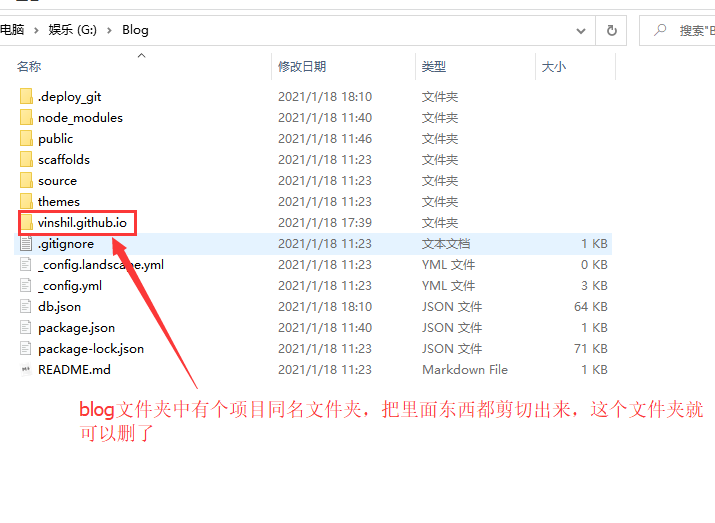 电脑 > 娱乐 (G:) > Blog
搜索"B
名称 修改日期 类型 大小
.deploy_git 2021/1/18 18:10 文件夹
node_modules 2021/1/18 11:40 文件夹
public 2021/1/18 11:46 文件夹
scaffolds 2021/1/18 11:23 文件夹
source 2021/1/18 11:23 文件夹
themes 2021/1/18 11:23 文件夹
vinshil.github.io 2021/1/18 17:39 文件夹
.gitignore 2021/1/18 11:23 文本文档 1 KB
_config.landscape.yml 2021/1/18 11:23 YML 文件 0 KB
_config.yml 2021/1/18 11:23 YML 文件 3 KB
db.json 2021/1/18 18:10 JSON 文件 64 KB
package.json 2021/1/18 11:40 JSON 文件 1 KB
package-lock.json 2021/1/18 11:23 JSON 文件 71 KB
README.md 2021/1/18 11:23 Markdown File 1 KB
blog文件夹中有个项目同名文件夹，把里面东西都剪切出来，这个文件夹就
可以删了